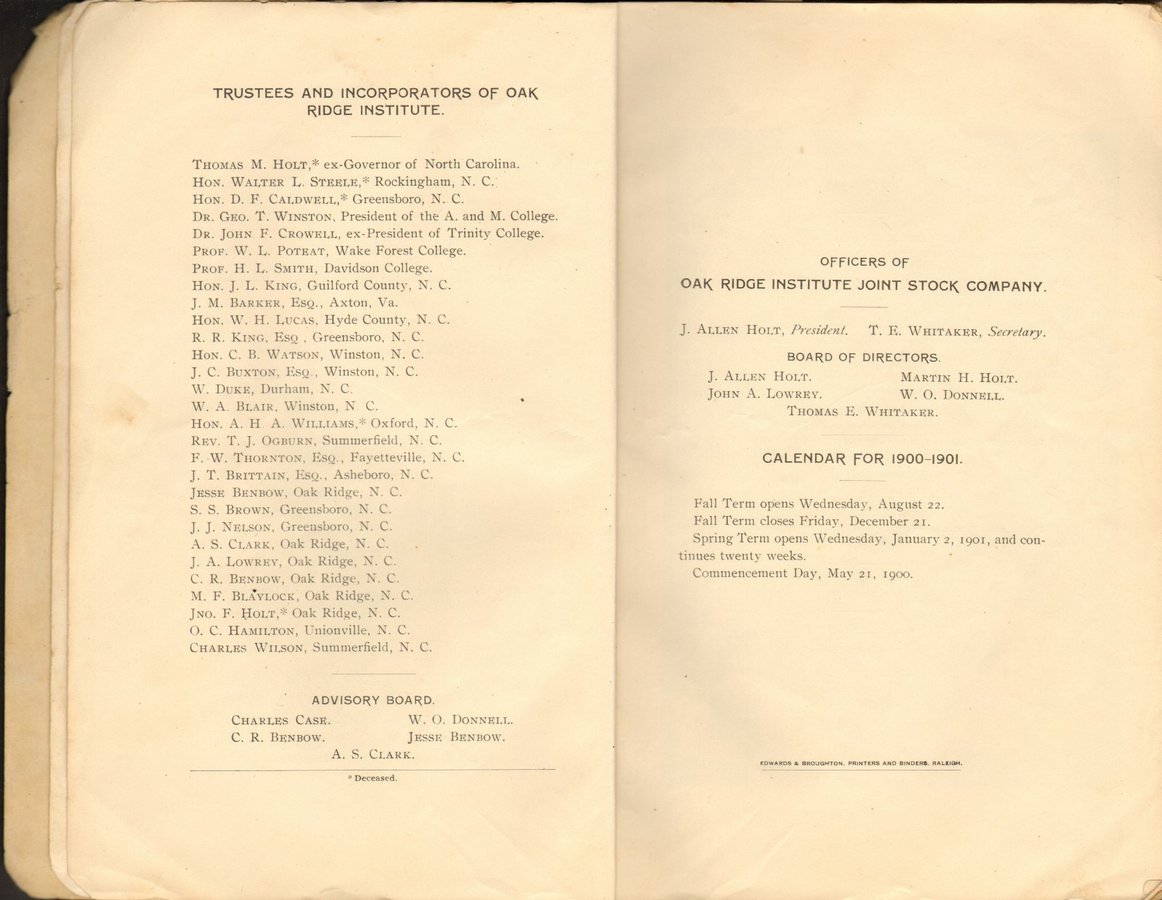 TRUSTEES AND INCORPORATORS OF OAK
RIDGE INSTITUTE.
THOMAS M. HOLT,* ex-Governor of North Carolina.
HON. WALTER L. STEELE,* Rockingham, N. C.
HON. D. F. CALDWELL,* Greensboro, N. C.
DR. GEO. T. WINSTON, President of the A. and M. College.
DR. JOHN F. CROWELL, ex-President of Trinity College.
PROF. W. L. POTEAT, Wake Forest College.
PROF. H. L. SMITH, Davidson College.
HON. J. L. KING, Guilford County, N. C.
J. M. BARKER, ESQ., Axton, Va.
HON. W. H. LUCAS, Hyde County, N. C.
R. R. KING, ESQ , Greensboro, N. C.
HON. C. B. WATSON, Winston, N. C.
J. C. BUXTON, ESQ , Winston, N. C.
W. DUKE, Durham, N. C.
W. A. BLAIR, Winston, N. C.
HON. A. H. A. WILLIAMS,* Oxford, N. C.
REV. T. J. OGBURN, Summerfield, N. C.
F. W. THORNTON, ESQ., Fayetteville, N. C.
J. T. BRITTAIN, ESQ., Asheboro, N. C.
JESSE BENBOW, Oak Ridge, N. C.
S. S. BROWN, Greensboro, N. C.
J. J. NELSON, Greensboro, N. C.
A. S. CLARK, Oak Ridge, N. C.
J. A. LOWREY, Oak Ridge, N. C.
C. R. BENBOW, Oak Ridge, N. C.
M. F. BLAYLOCK, Oak Ridge, N. C.
JNO. F. HOLT,* Oak Ridge, N. C.
O. C. HAMILTON, Unionville, N. C.
CHARLES WILSON, Summerfield, N. C.
ADVISORY BOARD.
CHARLES CASE. W. O. DONNELL.
C. R. BENBOW. JESSE BENBOW.
A. S. CLARK.
* Deceased.
OFFICERS OF
OAK RIDGE INSTITUTE JOINT STOCK COMPANY.
J. ALLEN HOLT, President. T. E. WHITAKER, Secretary.
BOARD OF DIRECTORS.
J. ALLEN HOLT. MARTIN H. HOLT.
JOHN A. LOWREY. W. O. DONNELL.
THOMAS E. WHITAKER.
CALENDAR FOR 1900-1901.
Fall Term opens Wednesday, August 22.
Fall Term closes Friday, December 21.
Spring Term opens Wednesday, January 2, 1901, and con-
tinues twenty weeks.
Commencement Day, May 21, 1900.
EDWARDS & BROUGHTON, PRINTERS AND BINDERS, RALEIGH.